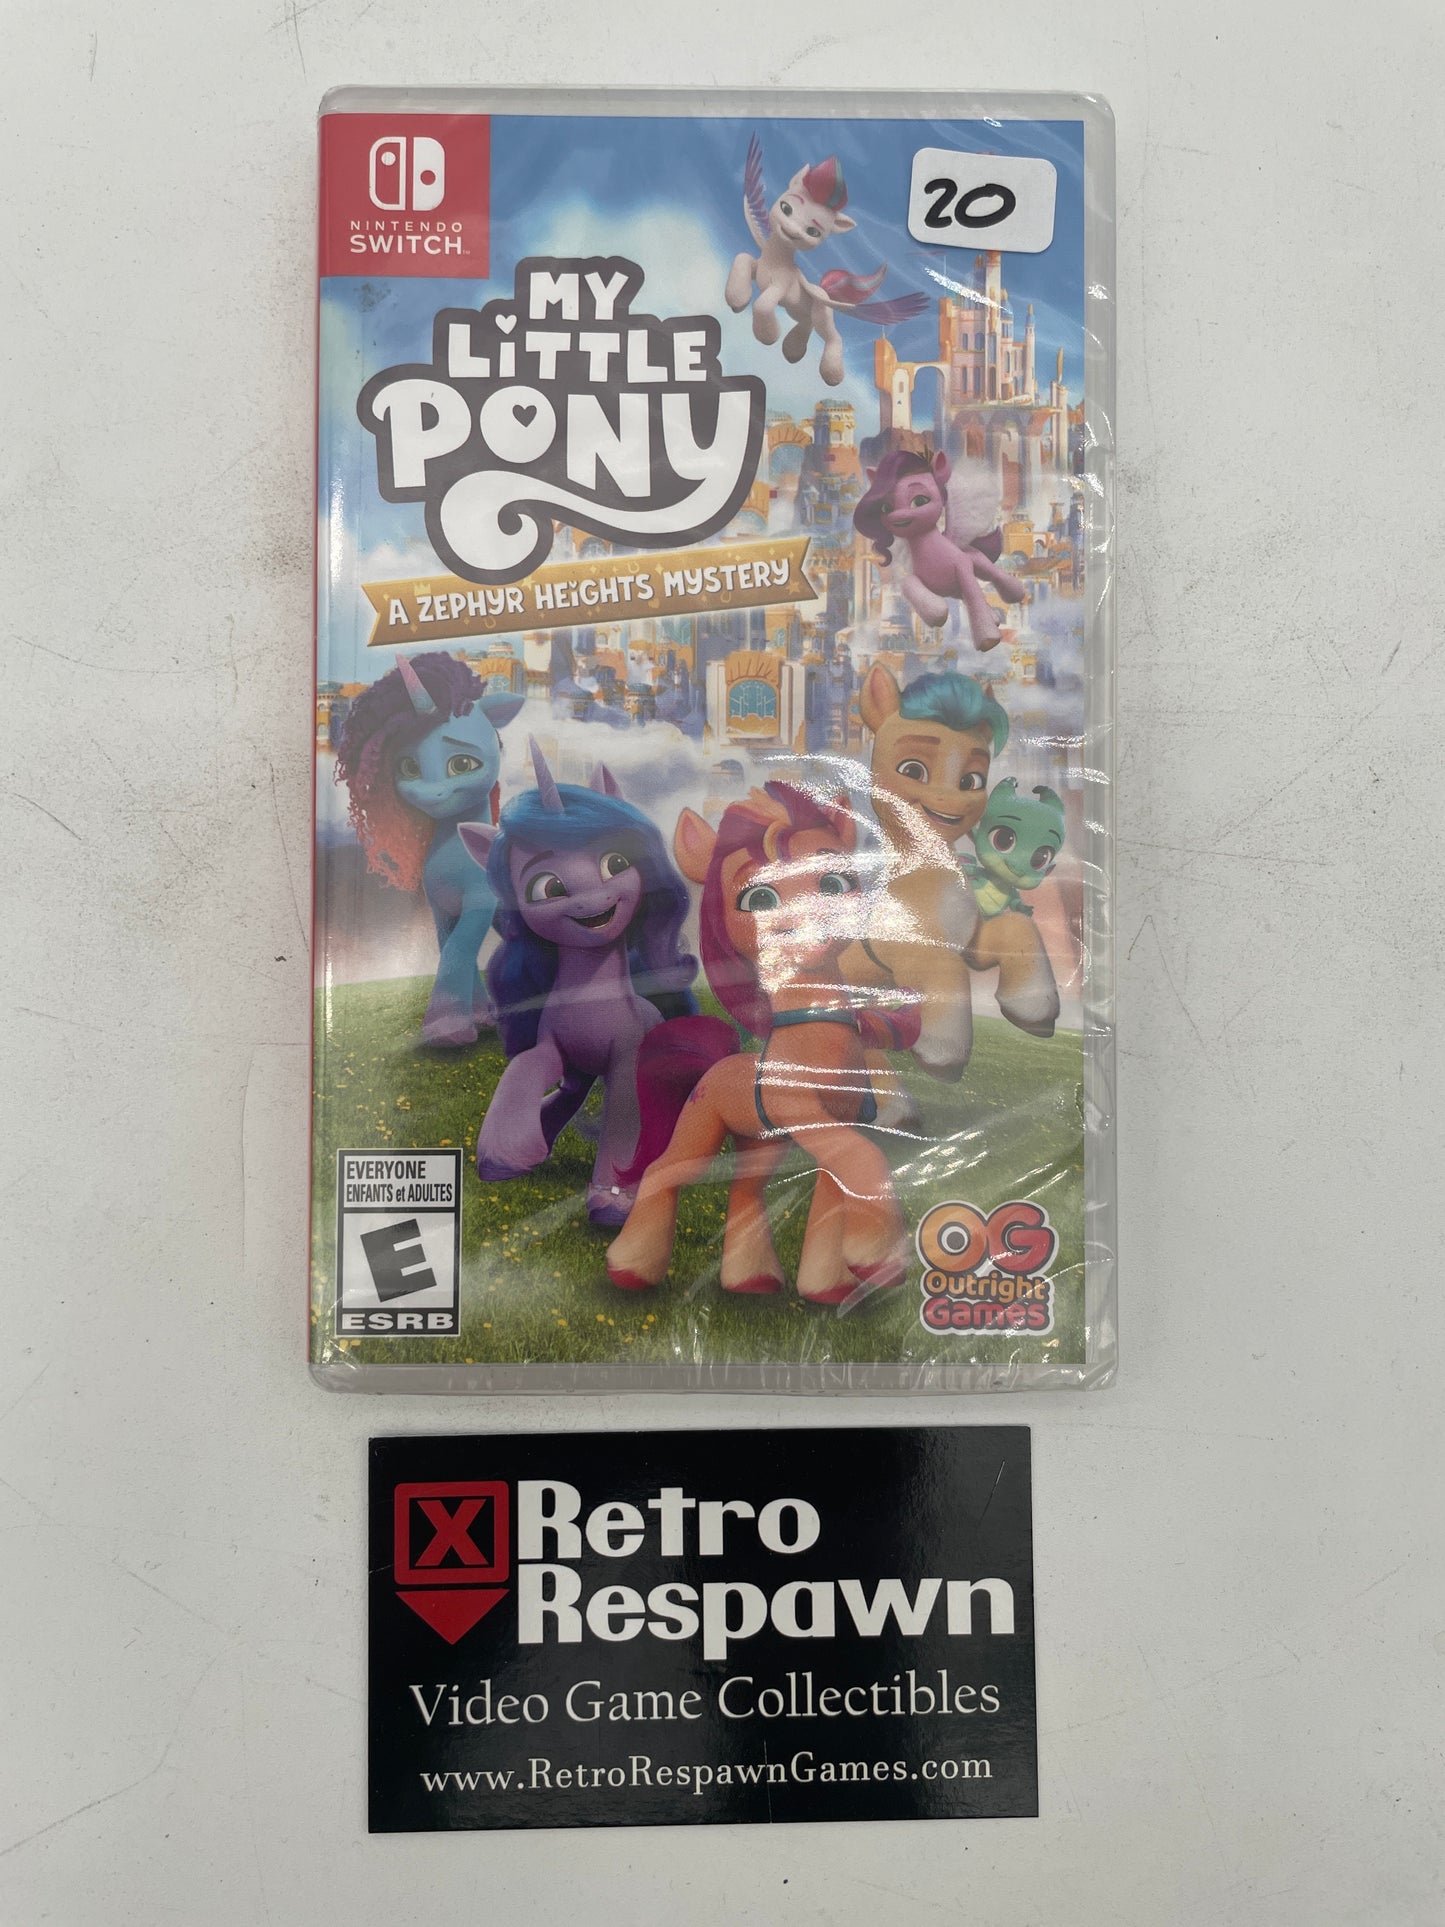 NINTENDO
SWITCH™
20
MY
LiTTLE
PONY
A ZEPHYR HEiGHTS MYSTERY
EVERYONE
ENFANTS et ADULTES
E
ESRB
OG
Outright
Games
X
Retro
Respawn
Video Game Collectibles
www.RetroRespawnGames.com